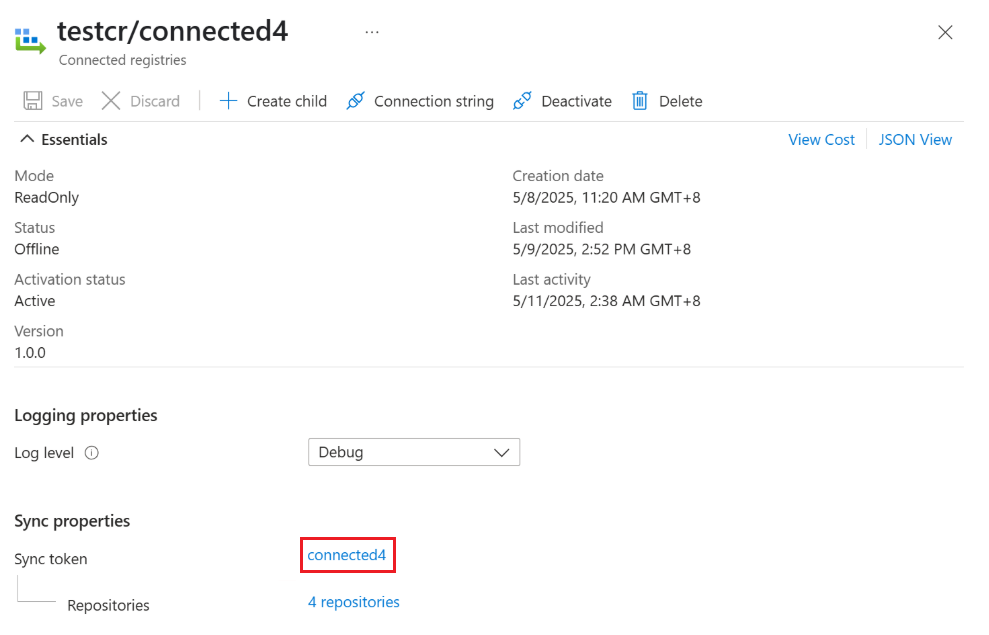 testcr/connected4 ...
Connected registries
Save Discard Create child Connection string Deactivate Delete
Essentials View Cost JSON View
Mode Creation date
ReadOnly 5/8/2025, 11:20 AM GMT+8
Status Last modified
Offline 5/9/2025, 2:52 PM GMT+8
Activation status Last activity
Active 5/11/2025, 2:38 AM GMT+8
Version
1.0.0
Logging properties
Log level Debug
Sync properties
Sync token connected4
Repositories 4 repositories